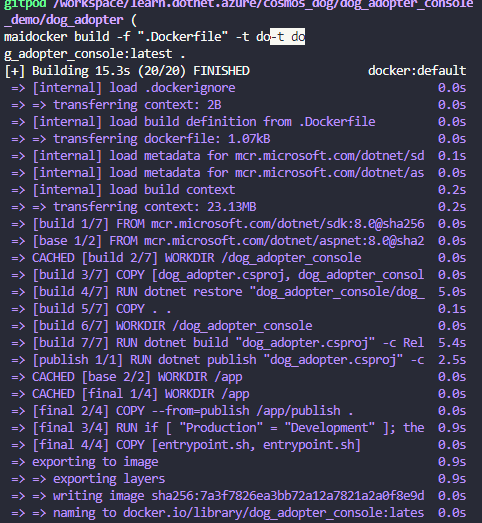 gitpod /workspace/learn.dotnet.azure/cosmos_dog/dog_adopter_console
_demo/dog_adopter (
maidocker build -f ".Dockerfile" -t do-t do
g_adopter_console:latest .
[+] Building 15.3s (20/20) FINISHED docker:default
=> [internal] load .dockerignore 0.0s
=> => transferring context: 2B 0.0s
=> [internal] load build definition from .Dockerfile 0.0s
=> => transferring dockerfile: 1.07kB 0.0s
=> [internal] load metadata for mcr.microsoft.com/dotnet/sd 0.1s
=> [internal] load metadata for mcr.microsoft.com/dotnet/as 0.0s
=> [internal] load build context 0.2s
=> => transferring context: 23.13MB 0.2s
=> [build 1/7] FROM mcr.microsoft.com/dotnet/sdk:8.0@sha256 0.0s
=> [base 1/2] FROM mcr.microsoft.com/dotnet/aspnet:8.0@sha2 0.0s
=> CACHED [build 2/7] WORKDIR /dog_adopter_console 0.0s
=> [build 3/7] COPY [dog_adopter.csproj, dog_adopter_consol 0.0s
=> [build 4/7] RUN dotnet restore "dog_adopter_console/dog_ 5.0s
=> [build 5/7] COPY . . 0.1s
=> [build 6/7] WORKDIR /dog_adopter_console 0.0s
=> [build 7/7] RUN dotnet build "dog_adopter.csproj" -c Rel 5.4s
=> [publish 1/1] RUN dotnet publish "dog_adopter.csproj" -c 2.5s
=> CACHED [base 2/2] WORKDIR /app 0.0s
=> CACHED [final 1/4] WORKDIR /app 0.0s
=> [final 2/4] COPY --from=publish /app/publish . 0.0s
=> [final 3/4] RUN if [ "Production" = "Development" ]; the 0.9s
=> [final 4/4] COPY [entrypoint.sh, entrypoint.sh] 0.0s
=> exporting to image 0.9s
=> => exporting layers 0.9s
=> => writing image sha256:7a3f7826ea3bb72a12a7821a2a0f8e9d 0.0s
=> => naming to docker.io/library/dog_adopter_console:lates 0.0s